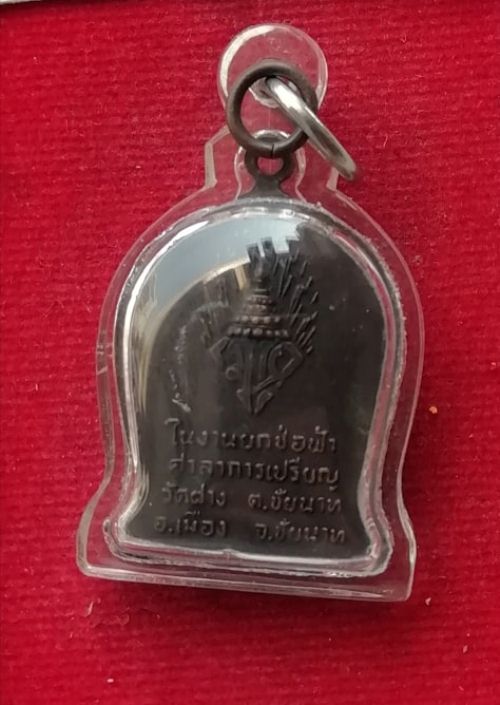 ในงานยกช่อฟ้า
ศาลาการเปรียญ
วัดฝาง ต.ชัยนาท
อ.เมือง จ.ชัยนาท